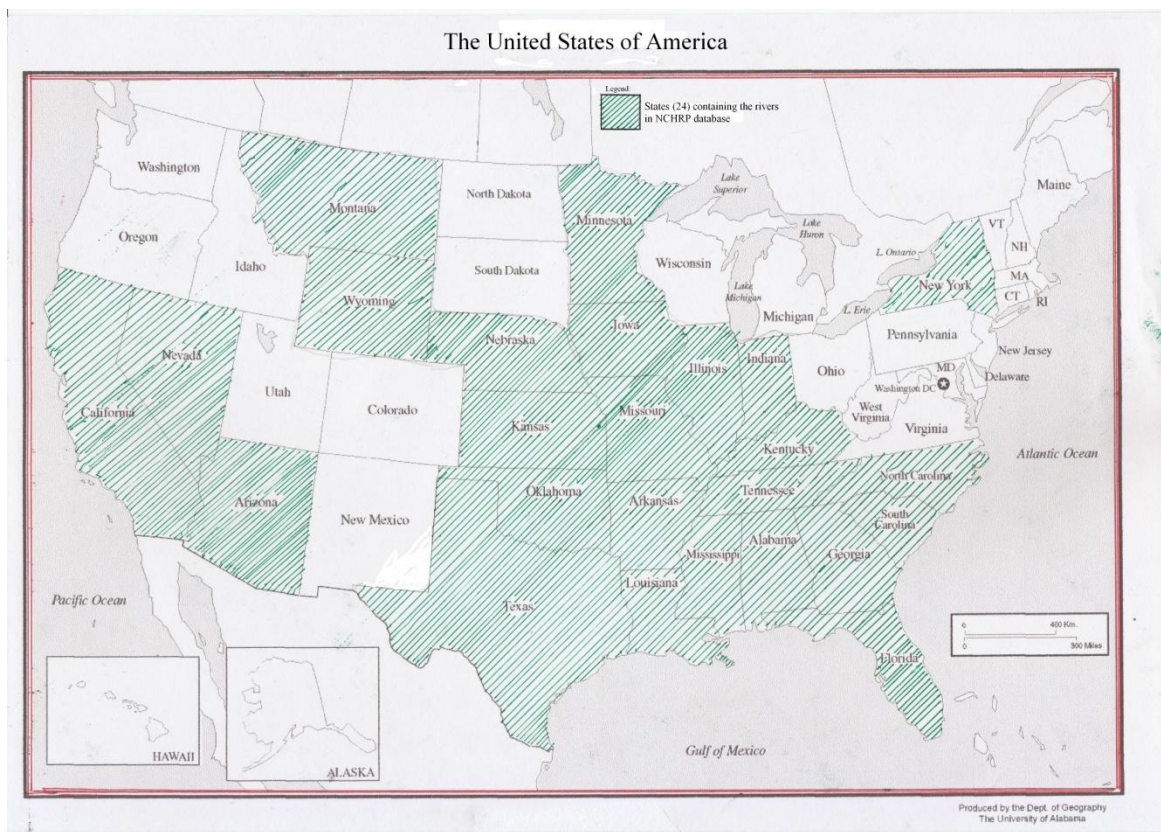 The United States of America
Legend:
States (24) containing the rivers
in NCHRP database
Washington
Montana
North Dakota
Minnesota
Lake
Superior
Maine
Oregon
Idaho
South Dakota
Wisconsin
Lake
Huron
L. Ontario
VT
NH
Wyoming
Lake
Michigan
Michigan
New York
MA
CT
RI
L. Erie
Nebraska
Iowa
Pennsylvania
Nevada
Illinois
Indiana
Ohio
New Jersey
MD
Delaware
Washington DC
Utah
Colorado
California
Kansas
Missouri
West
Virginia
Virginia
Kentucky
Atlantic Ocean
Arizona
New Mexico
Oklahoma
Arkansas
Tennessee
North Carolina
South
Carolina
Mississippi
Alabama
Georgia
Louisiana
Texas
Pacific Ocean
Florida
0 400 Km.
0 300 Miles
HAWAII
ALASKA
Gulf of Mexico
Produced by the Dept. of Geography
The University of Alabama